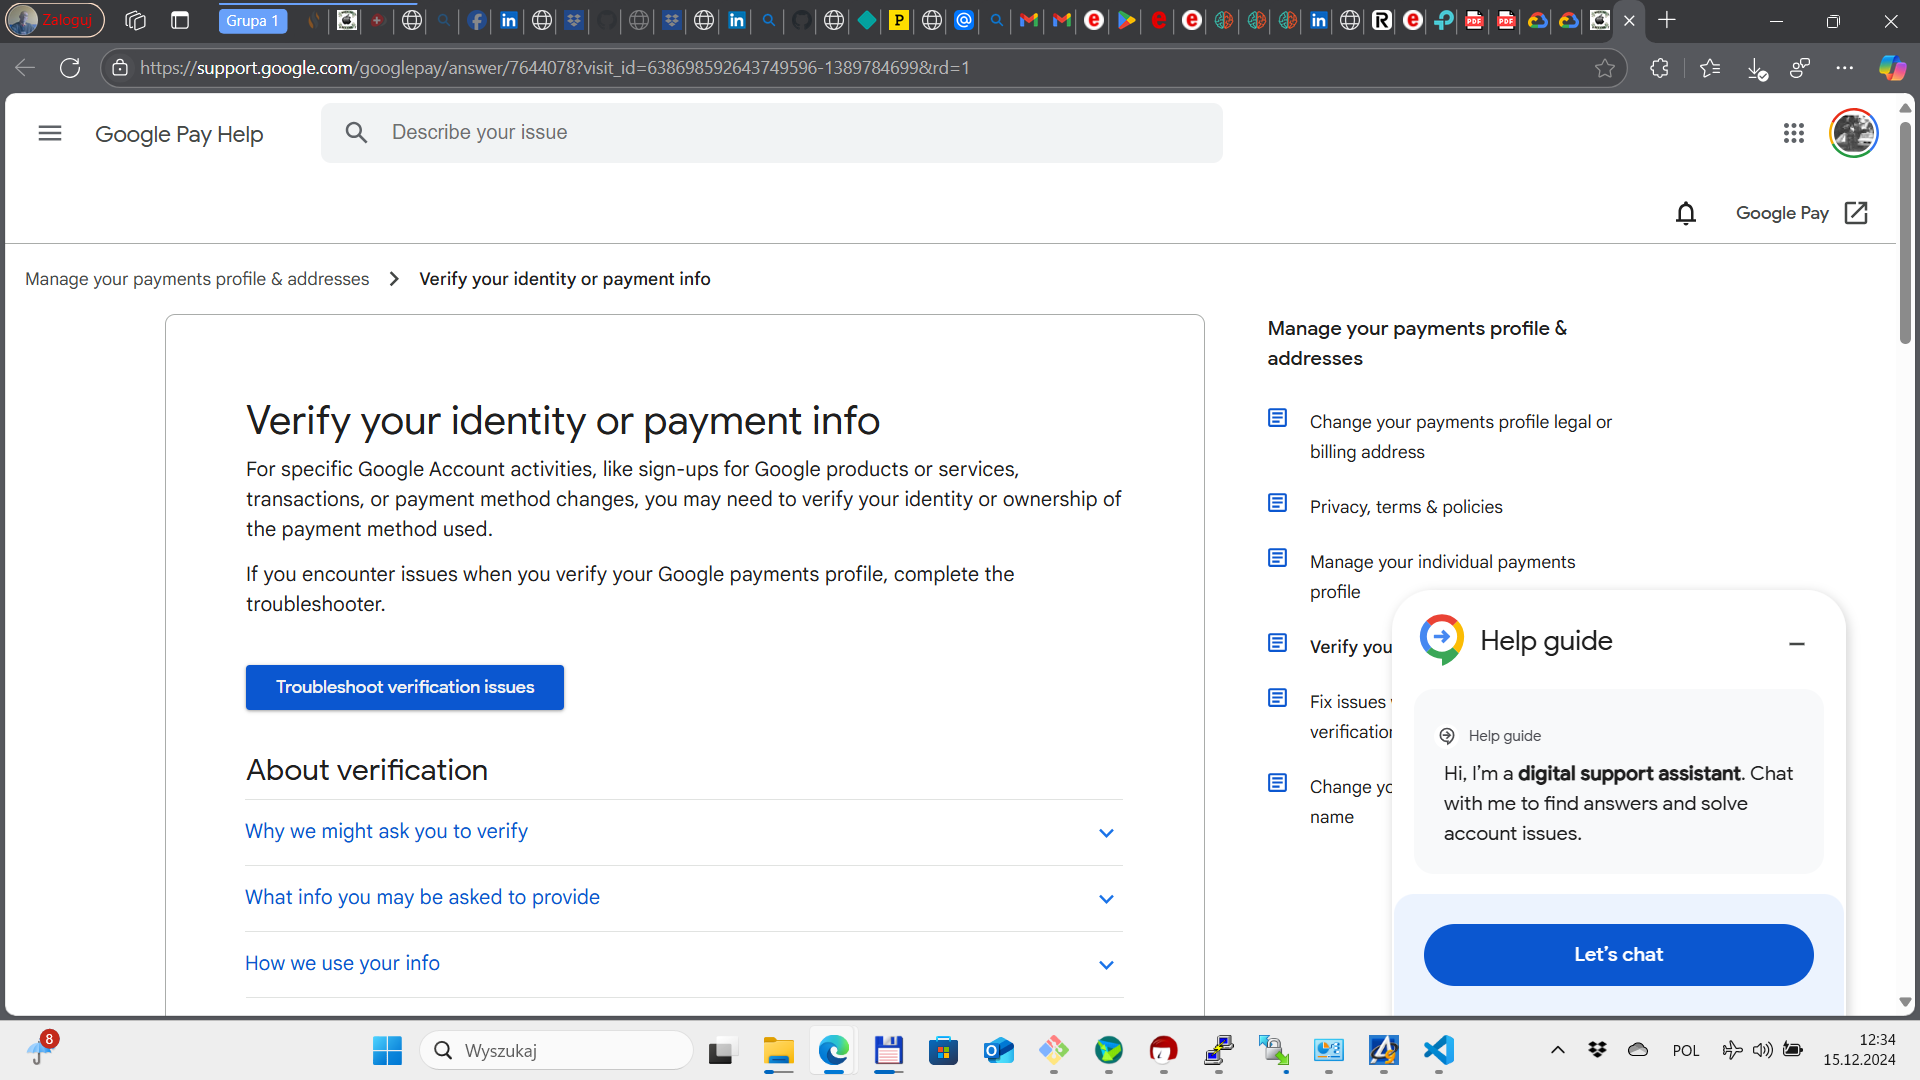 Zaloguj
Grupa 1
https://support.google.com/googlepay/answer/7644078?visit_id=638698592643749596-1389784699&rd=1
Google Pay Help
Describe your issue
Google Pay
Manage your payments profile & addresses
Verify your identity or payment info
Verify your identity or payment info
For specific Google Account activities, like sign-ups for Google products or services,
transactions, or payment method changes, you may need to verify your identity or ownership of
the payment method used.
If you encounter issues when you verify your Google payments profile, complete the
troubleshooter.
Troubleshoot verification issues
About verification
Why we might ask you to verify
What info you may be asked to provide
How we use your info
Manage your payments profile &
addresses
Change your payments profile legal or
billing address
Privacy, terms & policies
Manage your individual payments
profile
Verify you
Fix issues
verification
Change yo
name
Help guide
Help guide
Hi, I’m a digital support assistant. Chat
with me to find answers and solve
account issues.
Let’s chat
8
Wyszukaj
POL
12:34
15.12.2024